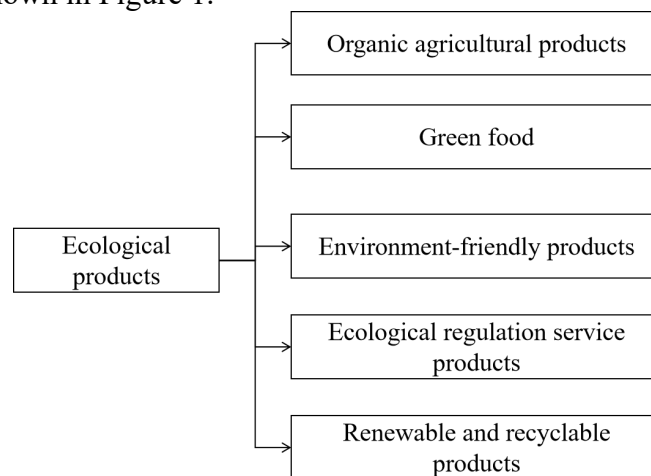 nown in Figure 1.
Organic agricultural products
Green food
Ecological
products
Environment-friendly products
Ecological regulation service
products
Renewable and recyclable
products